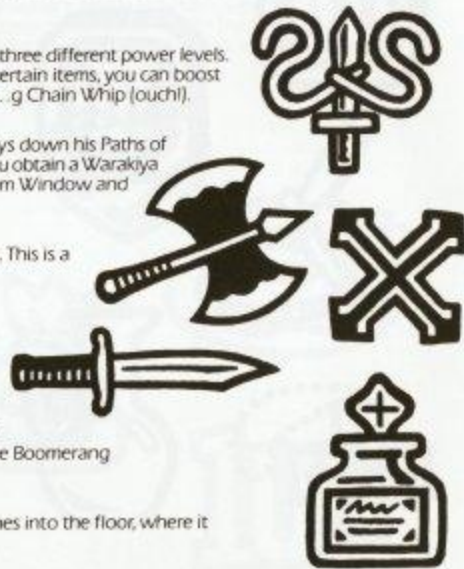 three different power levels.
ertain items, you can boost
. .g Chain Whip (ouch!).
ys down his Paths of
u obtain a Warakiya
m Window and
. This is a
e Boomerang
es into the floor, where it